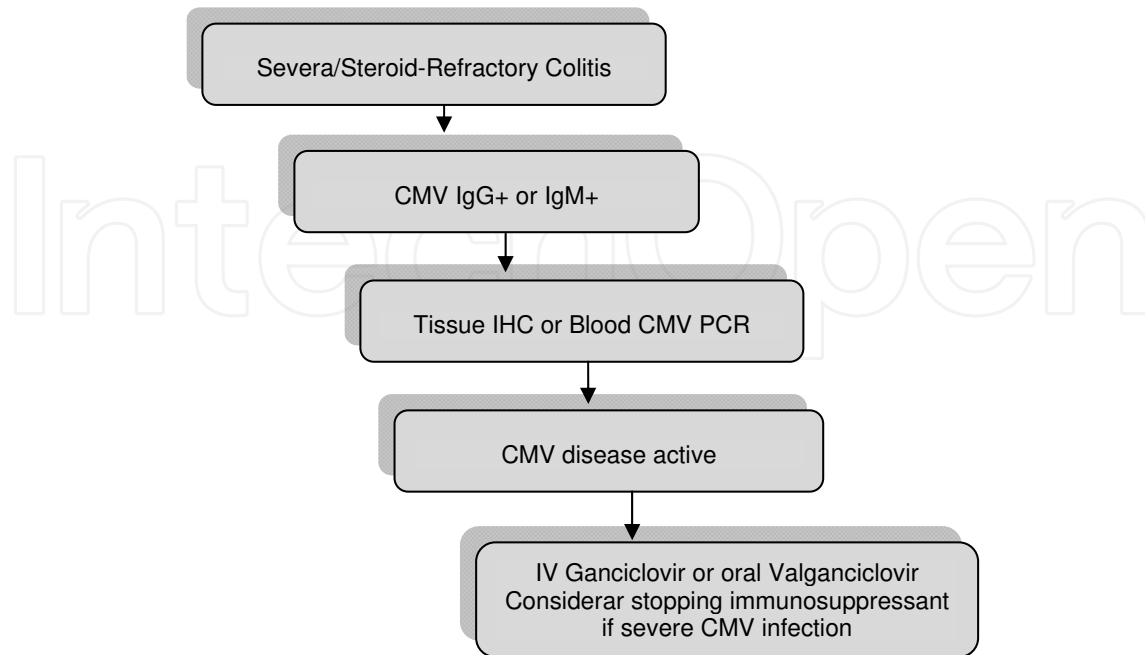 Severa/Steroid-Refractory Colitis
CMV IgG+ or IgM+
IntechOpen
Tissue IHC or Blood CMV PCR
CMV disease active
IV Ganciclovir or oral Valganciclovir
Considerar stopping immunosuppressant
if severe CMV infection